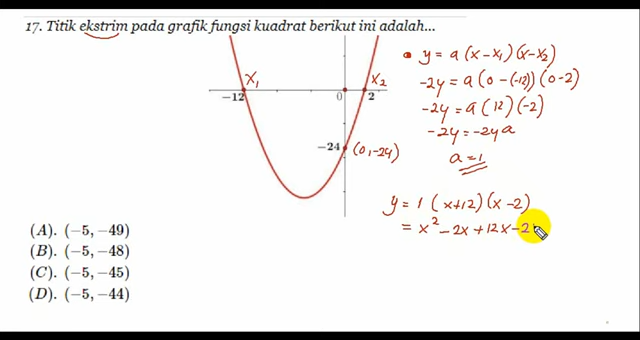 17. Titik ekstrim pada grafik fungsi kuadrat berikut ini adalah...
x₁
x₂
−12
0
2
−24
(0,-24)
(A). (−5, −49)
(B). (−5, −48)
(C). (−5, −45)
(D). (−5, −44)
y = a (x-x₁)(x-x₂)
-24 = a (0-(-12))(0-2)
-24 = a (12)(-2)
-24 = -24a
a = 1
y = 1 (x+12)(x-2)
= x² - 2x + 12x - 2